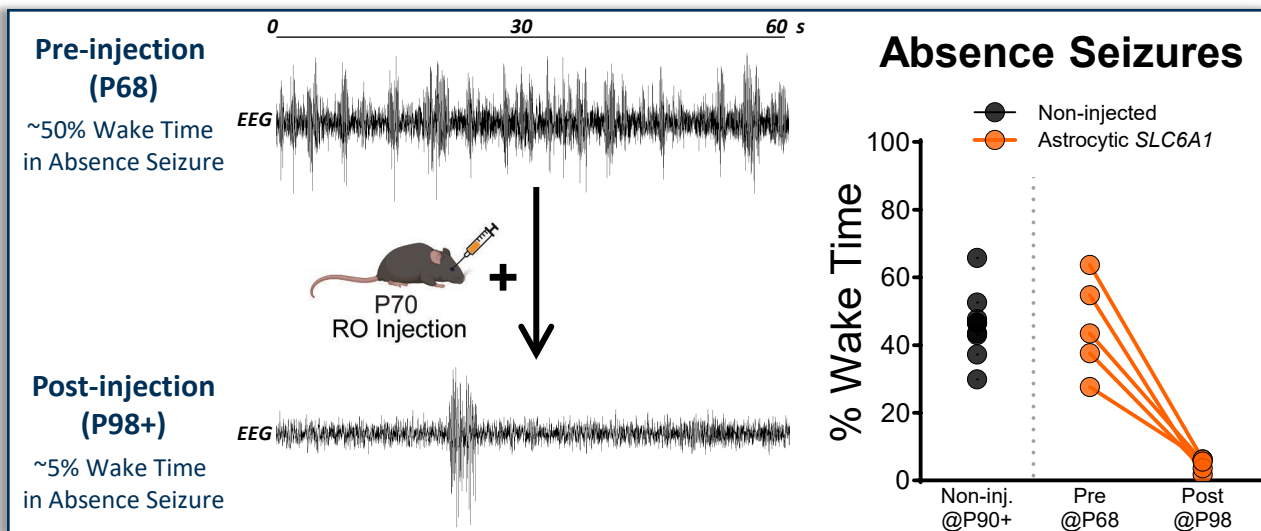 0 30 60 s
Pre-injection
(P68)
~50% Wake Time
in Absence Seizure
EEG
P70
RO Injection
+
Post-injection
(P98+)
~5% Wake Time
in Absence Seizure
EEG
Absence Seizures
Non-injected
Astrocytic SLC6A1
% Wake Time
100
80
60
40
20
0
Non-inj.
@P90+
Pre
@P68
Post
@P98